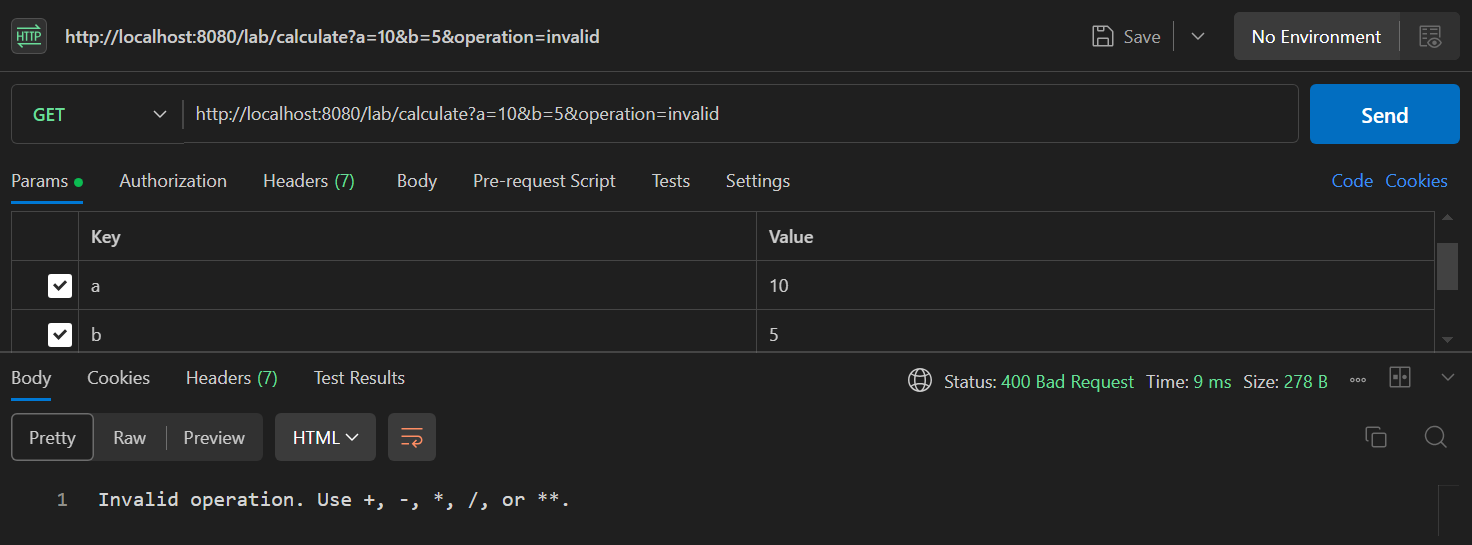 HTTP http://localhost:8080/lab/calculate?a=10&b=5&operation=invalid Save No Environment
GET http://localhost:8080/lab/calculate?a=10&b=5&operation=invalid Send
Params Authorization Headers (7) Body Pre-request Script Tests Settings Code Cookies
Key Value
a 10
b 5
Body Cookies Headers (7) Test Results Status: 400 Bad Request Time: 9 ms Size: 278 B
Pretty Raw Preview HTML
1 Invalid operation. Use +, -, *, /, or **.